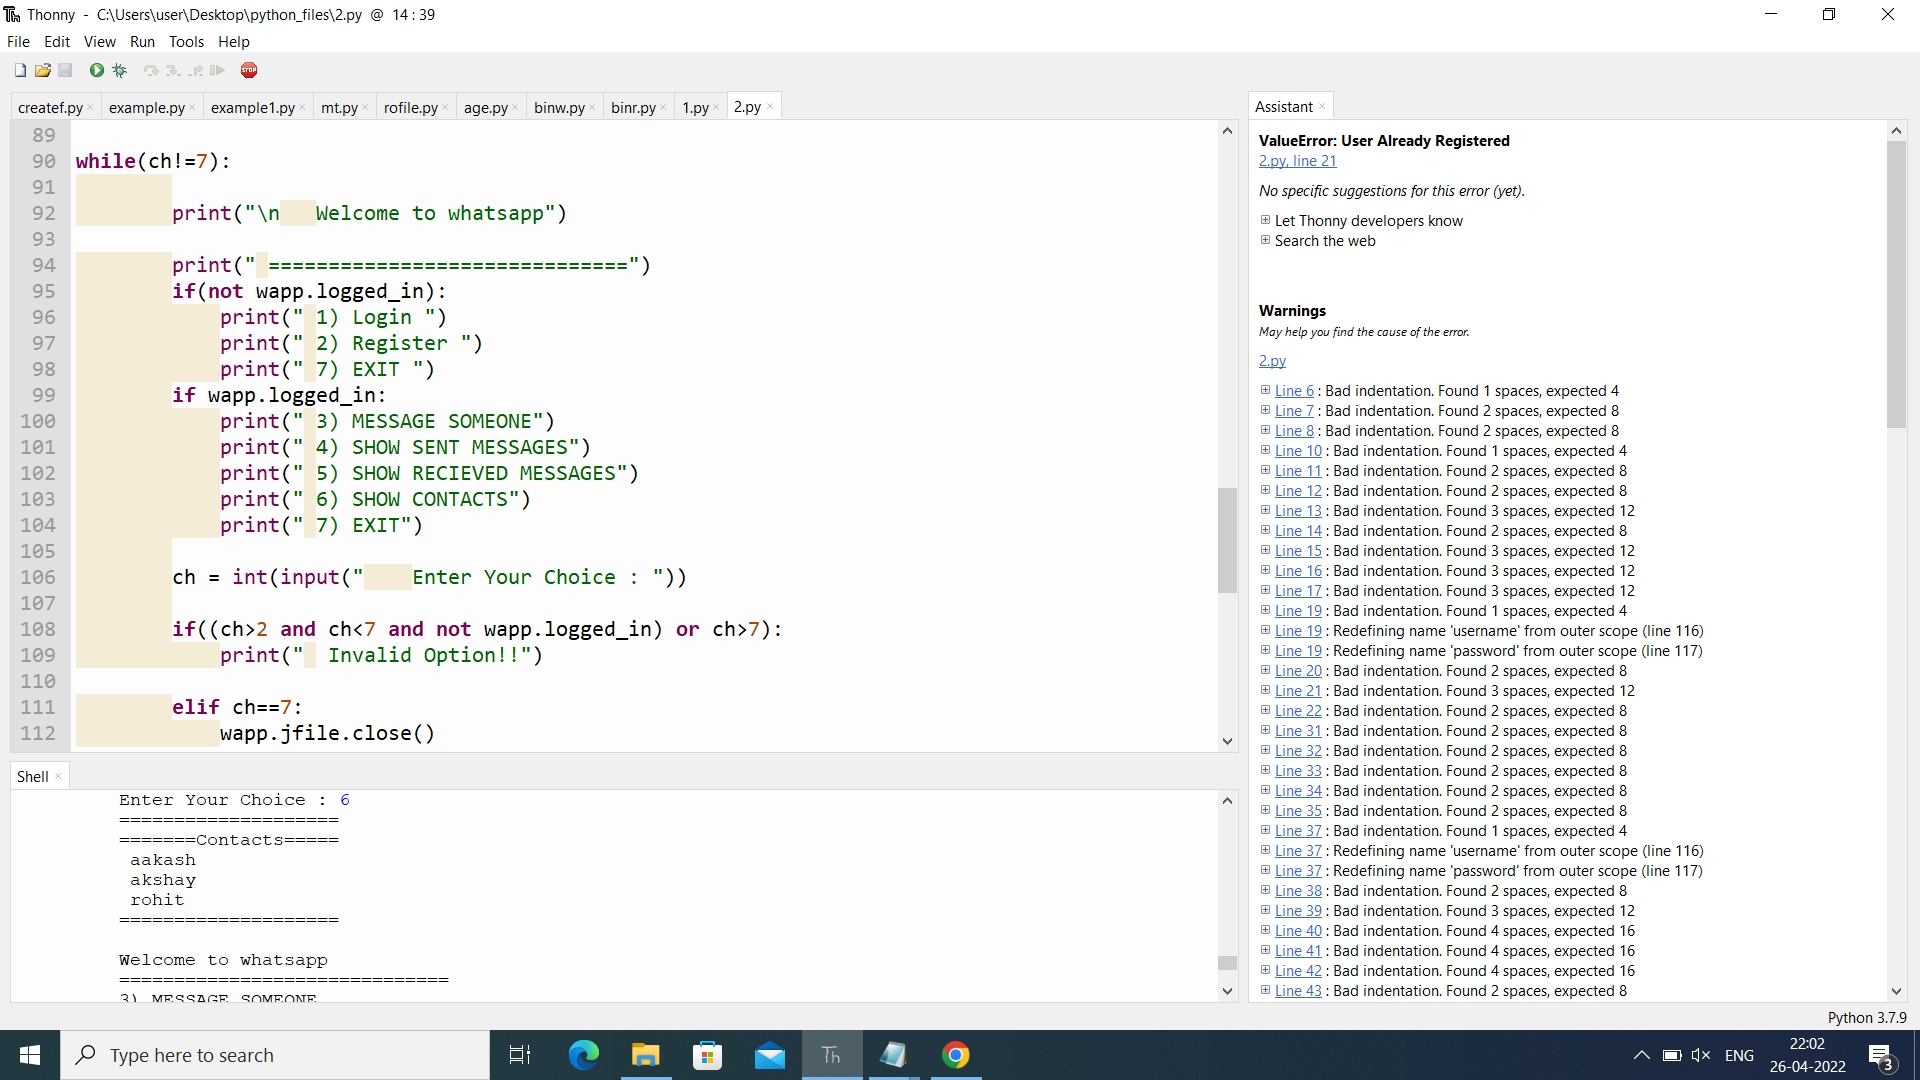 Thonny - C:\Users\user\Desktop\python_files\2.py @ 14 : 39
File Edit View Run Tools Help
STOP
createf.py example.py example1.py mt.py rofile.py age.py binw.py binr.py 1.py 2.py
89
90 while(ch!=7):
91
92 print("\n   Welcome to whatsapp")
93
94 print(" ==============================")
95 if(not wapp.logged_in):
96 print(" 1) Login ")
97 print(" 2) Register ")
98 print(" 7) EXIT ")
99 if wapp.logged_in:
100 print(" 3) MESSAGE SOMEONE")
101 print(" 4) SHOW SENT MESSAGES")
102 print(" 5) SHOW RECIEVED MESSAGES")
103 print(" 6) SHOW CONTACTS")
104 print(" 7) EXIT")
105
106 ch = int(input("    Enter Your Choice : "))
107
108 if((ch>2 and ch<7 and not wapp.logged_in) or ch>7):
109 print("  Invalid Option!!")
110
111 elif ch==7:
112 wapp.jfile.close()
Shell
Enter Your Choice : 6
====================
=======Contacts=====
aakash
akshay
rohit
====================
Welcome to whatsapp
==============================
3) MESSAGE SOMEONE
Assistant
ValueError: User Already Registered
2.py, line 21
No specific suggestions for this error (yet).
Let Thonny developers know
Search the web
Warnings
May help you find the cause of the error.
2.py
Line 6 : Bad indentation. Found 1 spaces, expected 4
Line 7 : Bad indentation. Found 2 spaces, expected 8
Line 8 : Bad indentation. Found 2 spaces, expected 8
Line 10 : Bad indentation. Found 1 spaces, expected 4
Line 11 : Bad indentation. Found 2 spaces, expected 8
Line 12 : Bad indentation. Found 2 spaces, expected 8
Line 13 : Bad indentation. Found 3 spaces, expected 12
Line 14 : Bad indentation. Found 2 spaces, expected 8
Line 15 : Bad indentation. Found 3 spaces, expected 12
Line 16 : Bad indentation. Found 3 spaces, expected 12
Line 17 : Bad indentation. Found 3 spaces, expected 12
Line 19 : Bad indentation. Found 1 spaces, expected 4
Line 19 : Redefining name 'username' from outer scope (line 116)
Line 19 : Redefining name 'password' from outer scope (line 117)
Line 20 : Bad indentation. Found 2 spaces, expected 8
Line 21 : Bad indentation. Found 3 spaces, expected 12
Line 22 : Bad indentation. Found 2 spaces, expected 8
Line 31 : Bad indentation. Found 2 spaces, expected 8
Line 32 : Bad indentation. Found 2 spaces, expected 8
Line 33 : Bad indentation. Found 2 spaces, expected 8
Line 34 : Bad indentation. Found 2 spaces, expected 8
Line 35 : Bad indentation. Found 2 spaces, expected 8
Line 37 : Bad indentation. Found 1 spaces, expected 4
Line 37 : Redefining name 'username' from outer scope (line 116)
Line 37 : Redefining name 'password' from outer scope (line 117)
Line 38 : Bad indentation. Found 2 spaces, expected 8
Line 39 : Bad indentation. Found 3 spaces, expected 12
Line 40 : Bad indentation. Found 4 spaces, expected 16
Line 41 : Bad indentation. Found 4 spaces, expected 16
Line 42 : Bad indentation. Found 4 spaces, expected 16
Line 43 : Bad indentation. Found 2 spaces, expected 8
Python 3.7.9
Type here to search
Th
ENG
22:02
26-04-2022
3